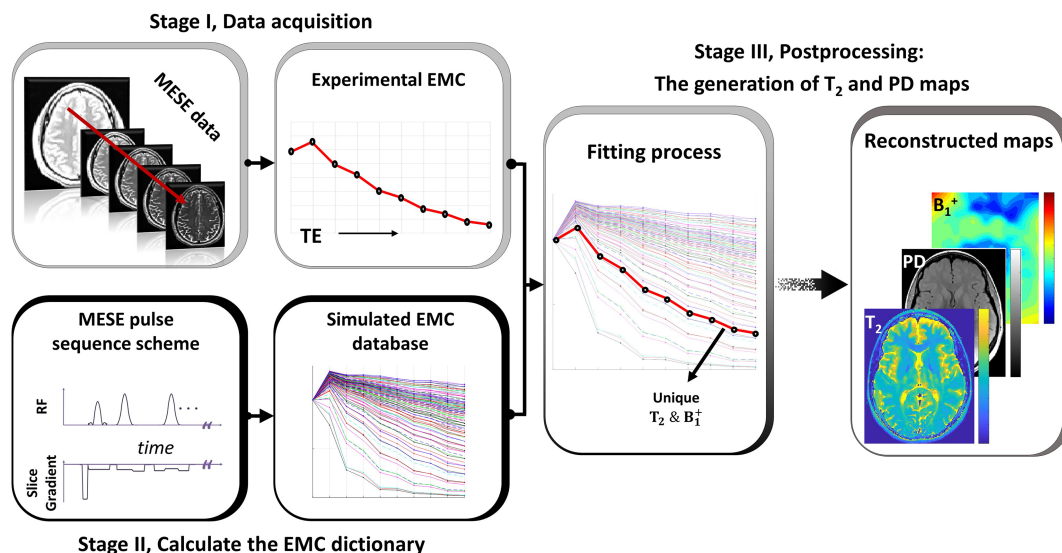 Stage I, Data acquisition
MESE data
Experimental EMC
TE
Stage III, Postprocessing:
The generation of T₂ and PD maps
Fitting process
Unique
T₂ & B₁⁺
Reconstructed maps
B₁⁺
PD
T₂
MESE pulse
sequence scheme
RF
time
Slice
Gradient
Simulated EMC
database
Stage II, Calculate the EMC dictionary